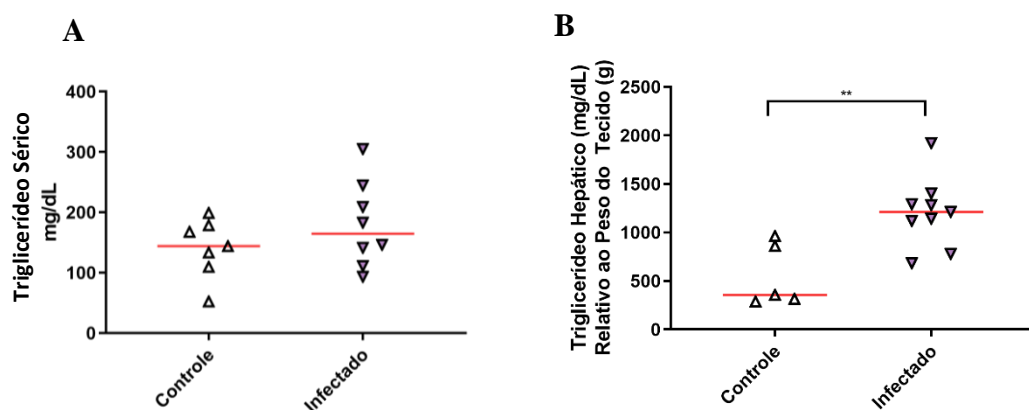 A
Triglicerídeo Sérico
mg/dL
400
300
200
100
0
Controle
Infectado
B
Triglicerídeo Hepático (mg/dL)
Relativo ao Peso do Tecido (g)
2500
2000
1500
1000
500
0
**
Controle
Infectado